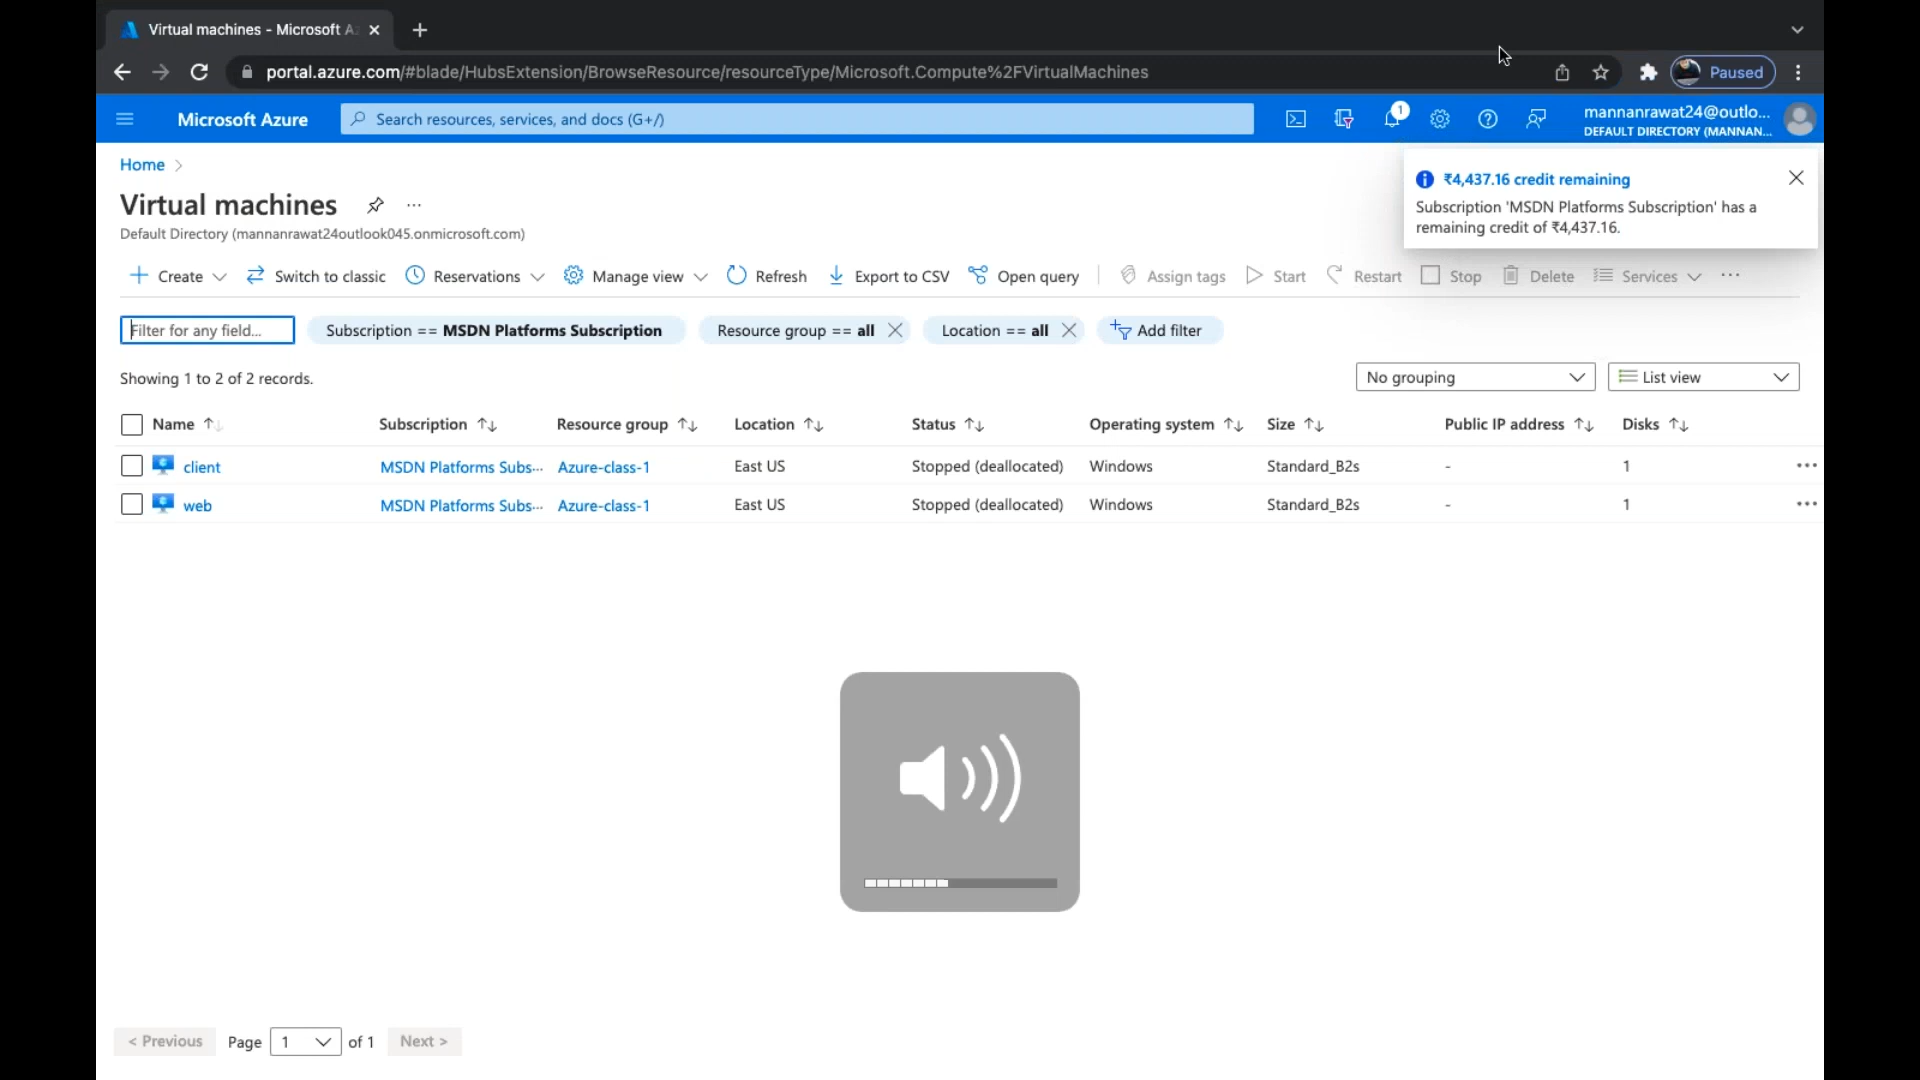 Virtual machines - Microsoft A
portal.azure.com/#blade/HubsExtension/BrowseResource/resourceType/Microsoft.Compute%2FVirtualMachines
Paused
Microsoft Azure
Search resources, services, and docs (G+/)
1
mannanrawat24@outlo...
DEFAULT DIRECTORY (MANNAN...
Home
₹4,437.16 credit remaining
Subscription 'MSDN Platforms Subscription' has a
remaining credit of ₹4,437.16.
Virtual machines ...
Default Directory (mannanrawat24outlook045.onmicrosoft.com)
Create Switch to classic Reservations Manage view Refresh Export to CSV Open query Assign tags Start Restart Stop Delete Services ...
Filter for any field... Subscription == MSDN Platforms Subscription Resource group == all Location == all Add filter
Showing 1 to 2 of 2 records.
No grouping List view
Name Subscription Resource group Location Status Operating system Size Public IP address Disks
client MSDN Platforms Subs... Azure-class-1 East US Stopped (deallocated) Windows Standard_B2s - 1 ...
web MSDN Platforms Subs... Azure-class-1 East US Stopped (deallocated) Windows Standard_B2s - 1 ...
< Previous Page 1 of 1 Next >